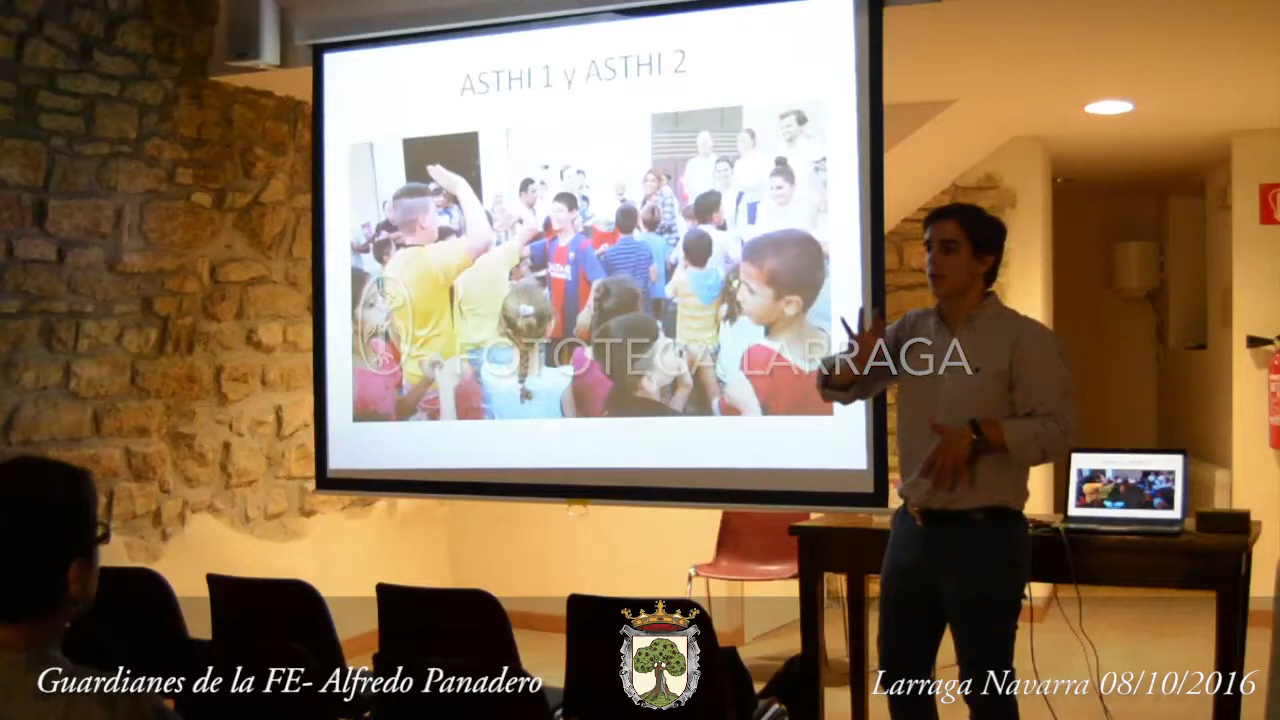 ASTHI 1 y ASTHI 2
FOTOTECA LARRAGA
Guardianes de la FE- Alfredo Panadero
Larraga Navarra 08/10/2016